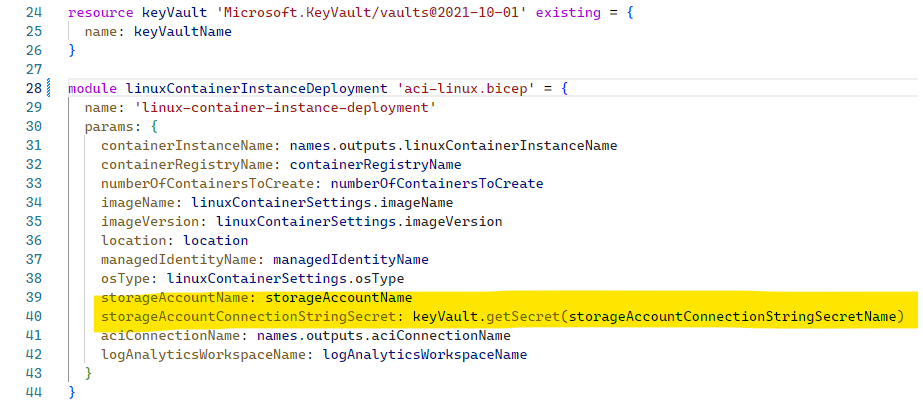 24 resource keyVault 'Microsoft.KeyVault/vaults@2021-10-01' existing = {
25   name: keyVaultName
26 }
27
28 module linuxContainerInstanceDeployment 'aci-linux.bicep' = {
29   name: 'linux-container-instance-deployment'
30   params: {
31     containerInstanceName: names.outputs.linuxContainerInstanceName
32     containerRegistryName: containerRegistryName
33     numberOfContainersToCreate: numberOfContainersToCreate
34     imageName: linuxContainerSettings.imageName
35     imageVersion: linuxContainerSettings.imageVersion
36     location: location
37     managedIdentityName: managedIdentityName
38     osType: linuxContainerSettings.osType
39     storageAccountName: storageAccountName
40     storageAccountConnectionStringSecret: keyVault.getSecret(storageAccountConnectionStringSecretName)
41     aciConnectionName: names.outputs.aciConnectionName
42     logAnalyticsWorkspaceName: logAnalyticsWorkspaceName
43   }
44 }